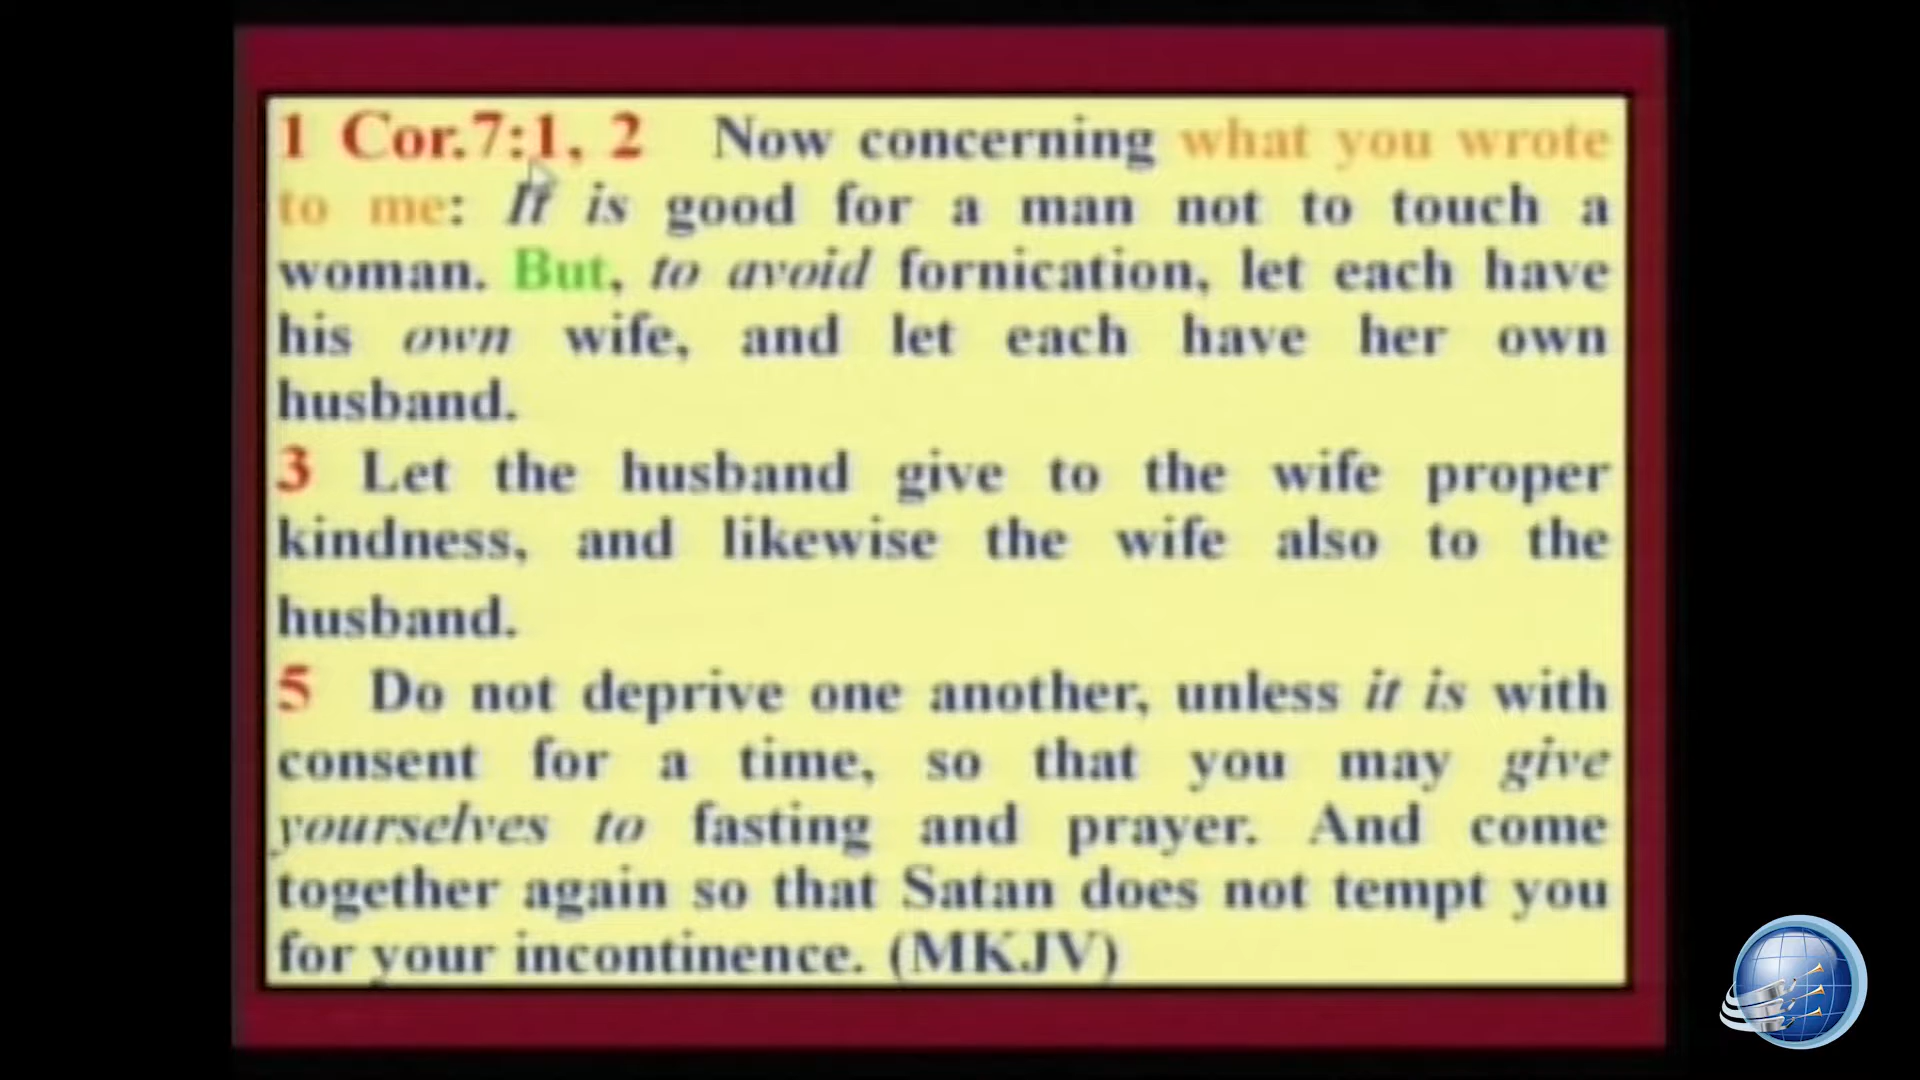 1 Cor.7:1, 2 Now concerning what you wrote
to me: It is good for a man not to touch a
woman. But, to avoid fornication, let each have
his own wife, and let each have her own
husband.
3 Let the husband give to the wife proper
kindness, and likewise the wife also to the
husband.
5 Do not deprive one another, unless it is with
consent for a time, so that you may give
yourselves to fasting and prayer. And come
together again so that Satan does not tempt you
for your incontinence. (MKJV)